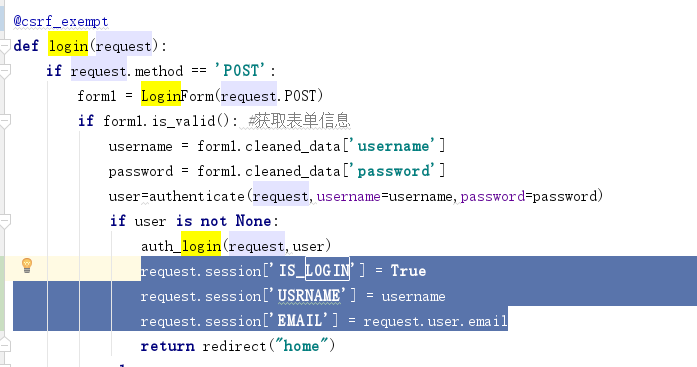 @csrf_exempt
def login(request):
    if request.method == 'POST':
        form1 = LoginForm(request.POST)
        if form1.is_valid(): #获取表单信息
            username = form1.cleaned_data['username']
            password = form1.cleaned_data['password']
            user=authenticate(request,username=username,password=password)
            if user is not None:
                auth_login(request,user)
                request.session['IS_LOGIN'] = True
                request.session['USRNAME'] = username
                request.session['EMAIL'] = request.user.email
                return redirect("home")